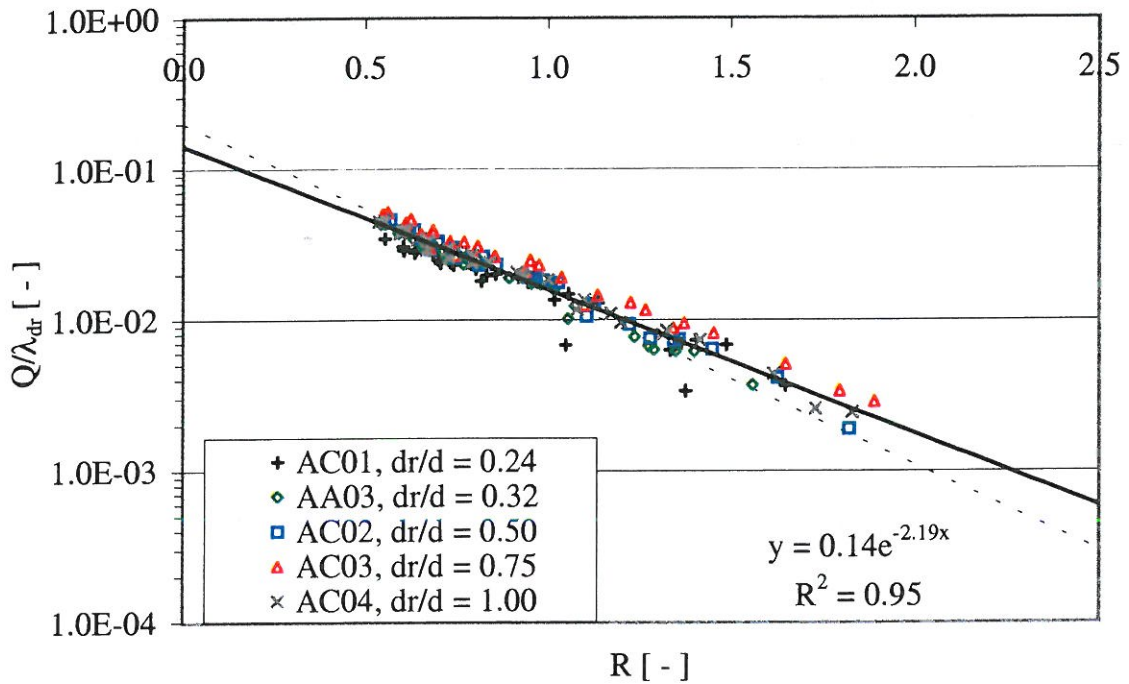 1.0E+00
0.0 0.5 1.0 1.5 2.0 2.5
1.0E-01
1.0E-02
1.0E-03
1.0E-04
Q/λdr [ - ]
AC01, dr/d = 0.24
AA03, dr/d = 0.32
AC02, dr/d = 0.50
AC03, dr/d = 0.75
AC04, dr/d = 1.00
y = 0.14e^-2.19x
R² = 0.95
R [ - ]